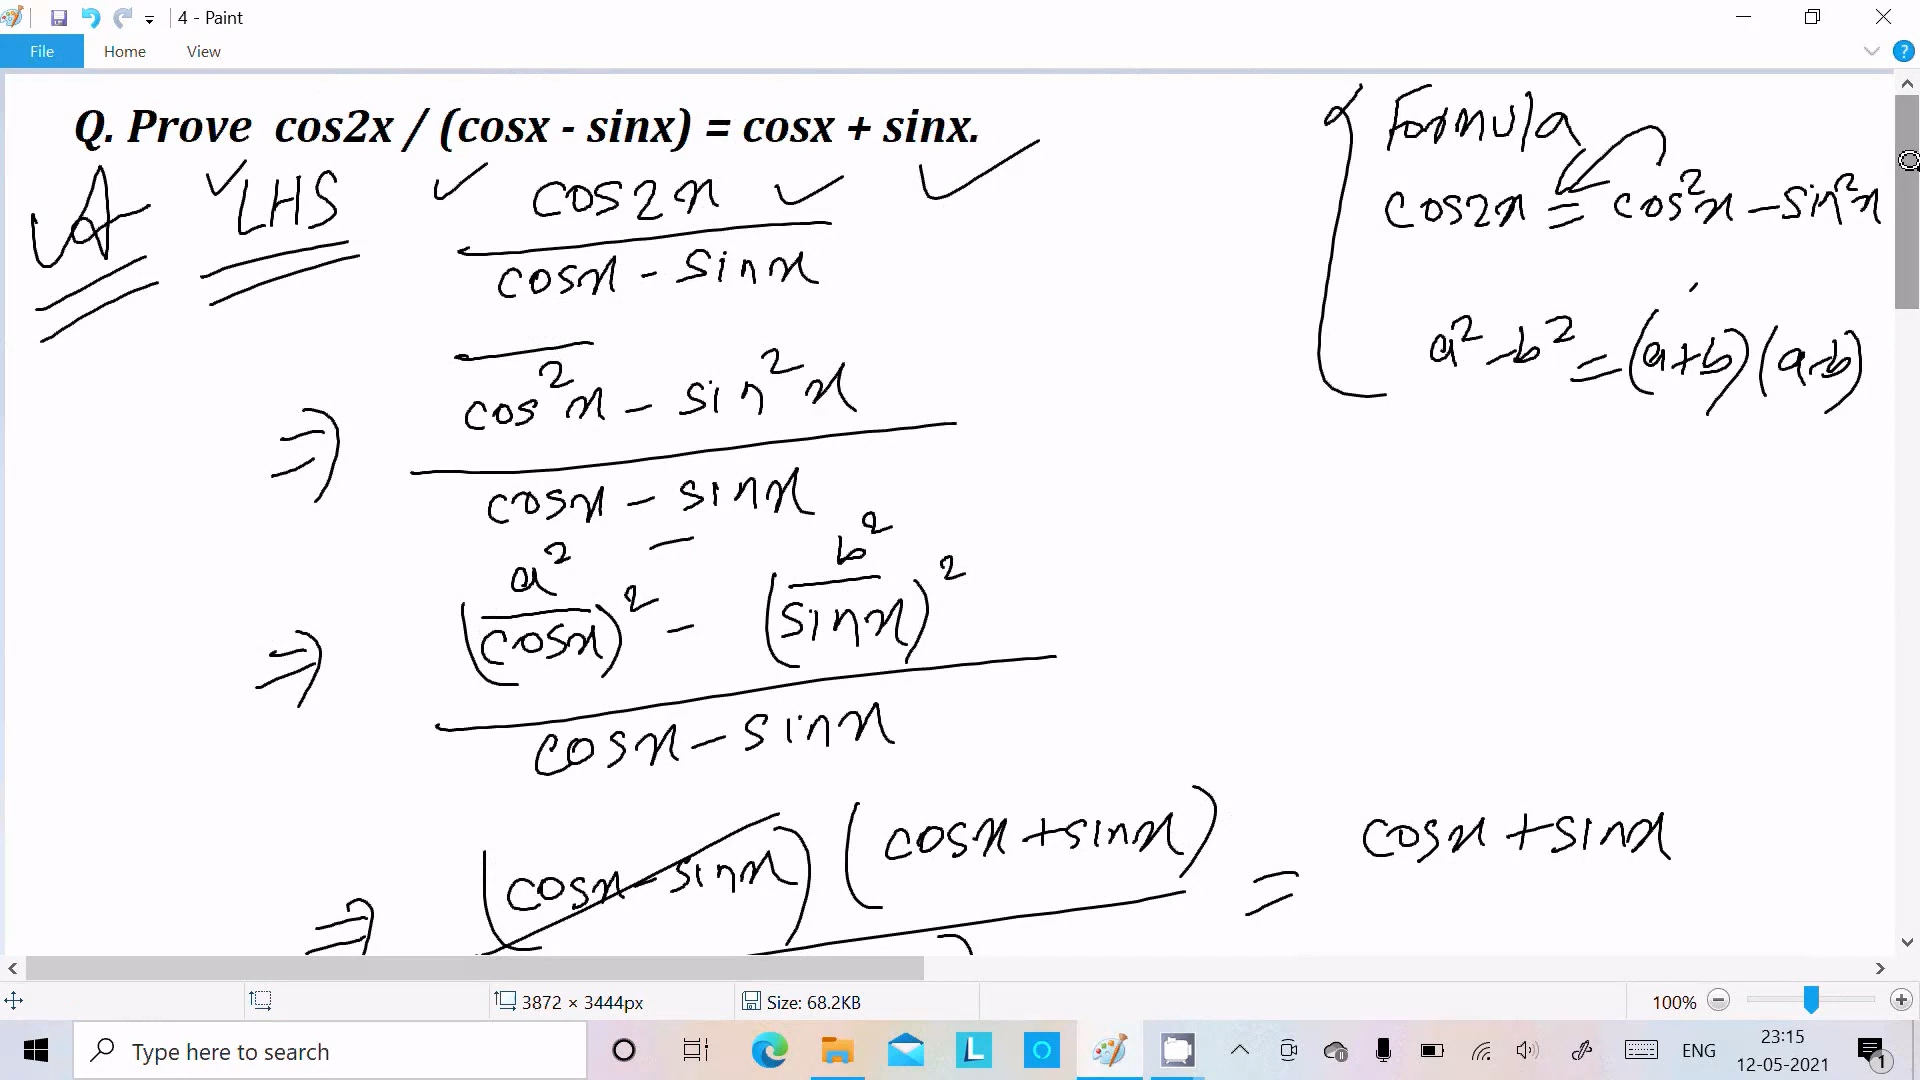 4 - Paint
File Home View
Q. Prove cos2x / (cosx - sinx) = cosx + sinx.
Formula
A LHS cos2x
cosx - sinx
cos2x = cos²x - sin²x
a² - b² = (a+b)(a-b)
⇒ cos²x - sin²x
cosx - sinx
a² b²
⇒ (cosx)² - (sinx)²
cosx - sinx
⇒ (cosx - sinx) (cosx + sinx) = cosx + sinx
3872 × 3444px Size: 68.2KB 100%
Type here to search L ENG 23:15
12-05-2021 1